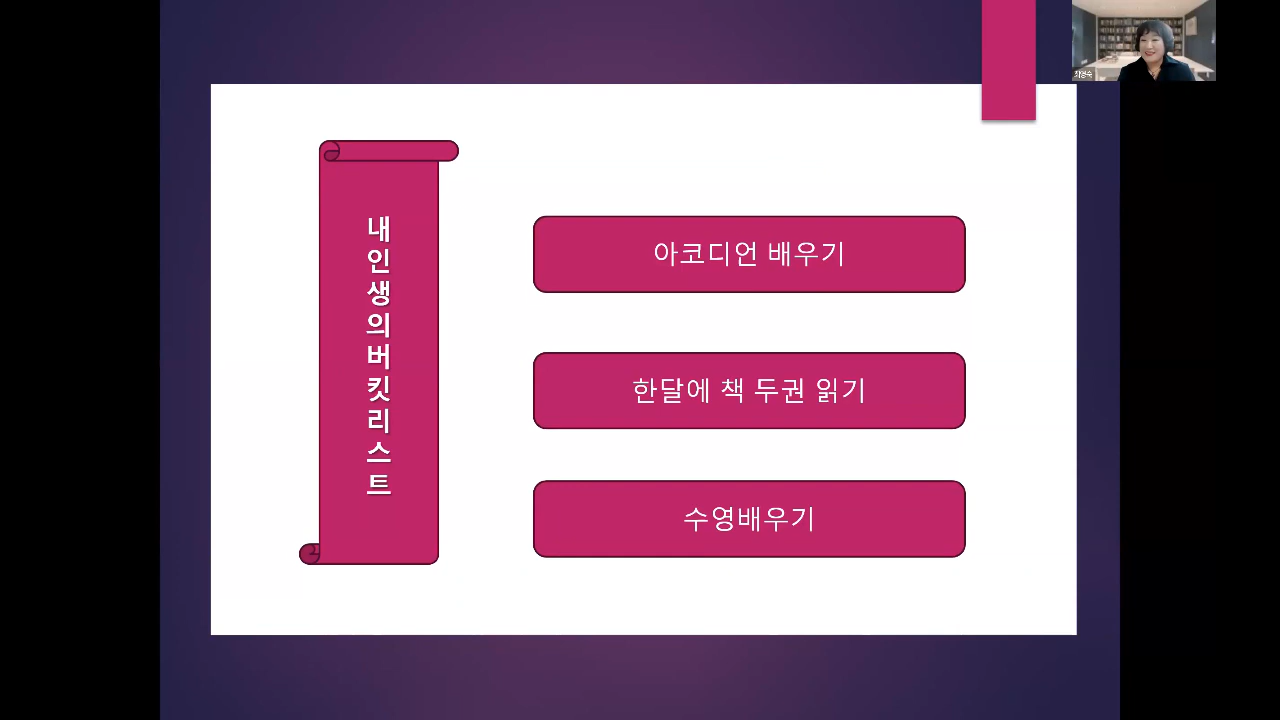 내인생의버킷리스트
아코디언 배우기
한달에 책 두권 읽기
수영배우기